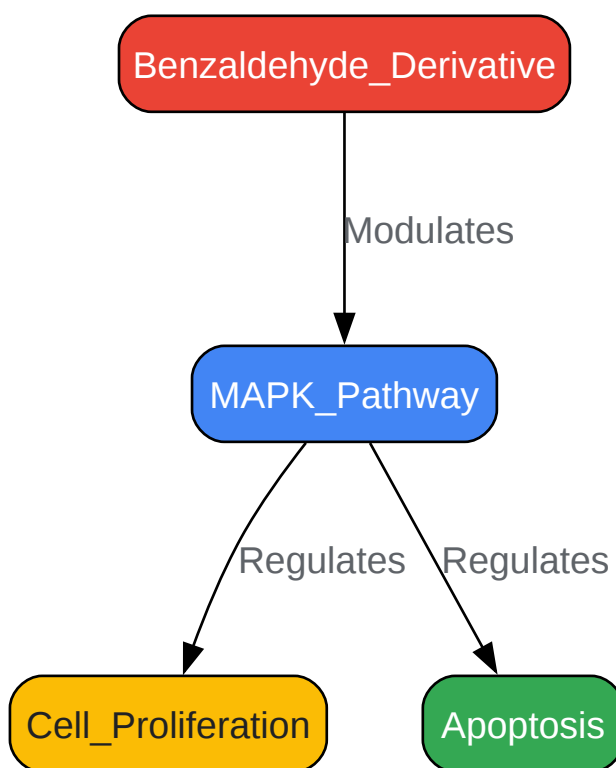 Benzaldehyde_Derivative
Modulates
MAPK_Pathway
Regulates
Regulates
Cell_Proliferation
Apoptosis